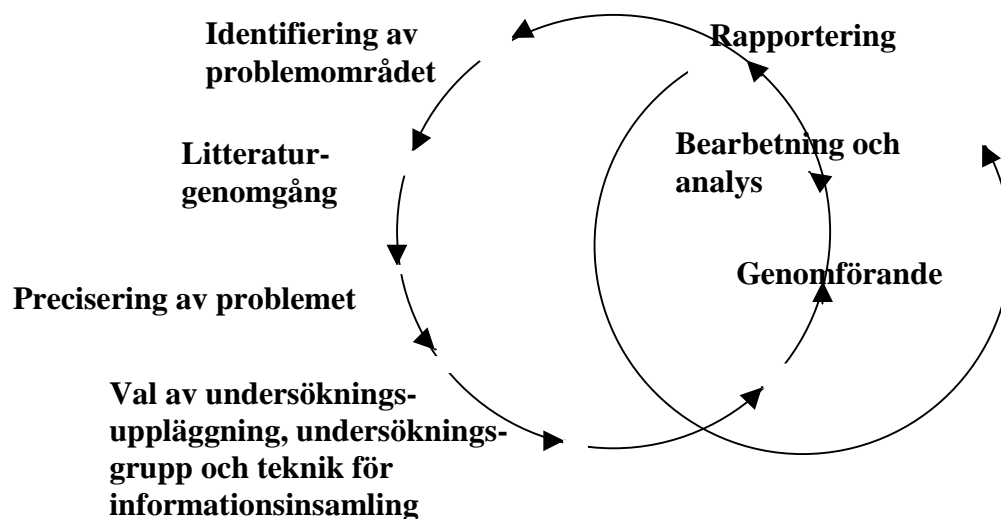 Identifiering av
problemområdet
Litteratur-
genomgång
Precisering av problemet
Val av undersöknings-
uppläggning, undersöknings-
grupp och teknik för
informationsinsamling
Genomförande
Bearbetning och
analys
Rapportering